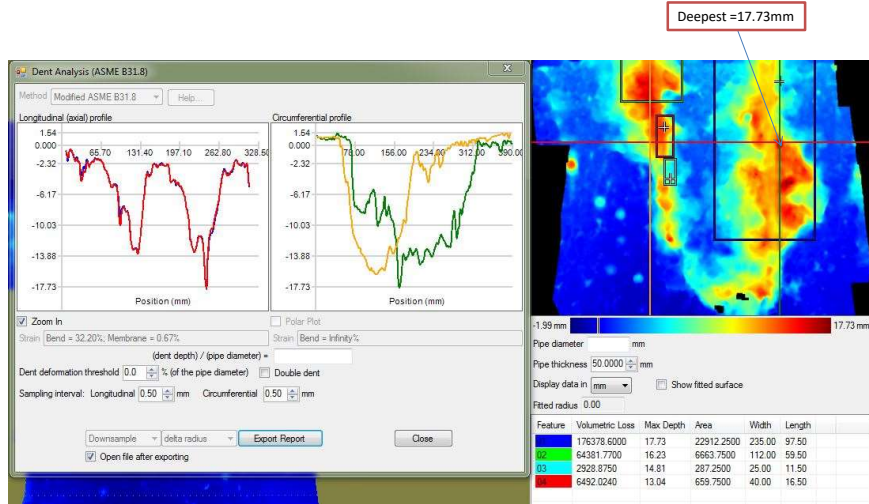 Deepest =17.73mm
Dent Analysis (ASME B31.8)
Method Modified ASME B31.8 Help...
Longitudinal (axial) profile
1.54
0.000
-2.32
-6.17
-10.03
-13.88
-17.73
65.70 131.40 197.10 262.80 328.50
Position (mm)
Circumferential profile
1.54
0.000
-2.32
-6.17
-10.03
-13.88
-17.73
78.00 156.00 234.00 312.00 390.00
Position (mm)
Zoom In
Polar Plot
Strain Bend = 32.20%; Membrane = 0.67%
Strain Bend = Infinity%
(dent depth) / (pipe diameter) =
Dent deformation threshold 0.0 % (of the pipe diameter) Double dent
Sampling interval: Longitudinal 0.50 mm Circumferential 0.50 mm
Downsample delta radius Export Report Close
Open file after exporting
-1.99 mm 17.73 mm
Pipe diameter mm
Pipe thickness 50.0000 mm
Display data in mm Show fitted surface
Fitted radius 0.00
Feature Volumetric Loss Max Depth Area Width Length
176378.6000 17.73 22912.2500 235.00 97.50
02 64381.7700 16.23 6663.7500 112.00 59.50
03 2928.8750 14.81 287.2500 25.00 11.50
04 6492.0240 13.04 659.7500 40.00 16.50